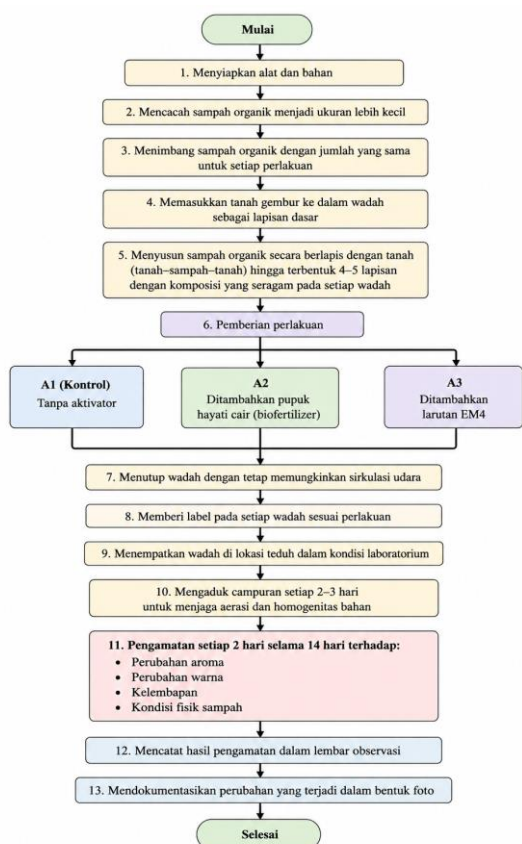 Mulai
1. Menyiapkan alat dan bahan
2. Mencacah sampah organik menjadi ukuran lebih kecil
3. Menimbang sampah organik dengan jumlah yang sama
untuk setiap perlakuan
4. Memasukkan tanah gembur ke dalam wadah
sebagai lapisan dasar
5. Menyusun sampah organik secara berlapis dengan tanah
(tanah–sampah–tanah) hingga terbentuk 4–5 lapisan
dengan komposisi yang seragam pada setiap wadah
6. Pemberian perlakuan
A1 (Kontrol)
Tanpa aktivator
A2
Ditambahkan pupuk
hayati cair (biofertilizer)
A3
Ditambahkan
larutan EM4
7. Menutup wadah dengan tetap memungkinkan sirkulasi udara
8. Memberi label pada setiap wadah sesuai perlakuan
9. Menempatkan wadah di lokasi teduh dalam kondisi laboratorium
10. Mengaduk campuran setiap 2–3 hari
untuk menjaga aerasi dan homogenitas bahan
11. Pengamatan setiap 2 hari selama 14 hari terhadap:
• Perubahan aroma
• Perubahan warna
• Kelembapan
• Kondisi fisik sampah
12. Mencatat hasil pengamatan dalam lembar observasi
13. Mendokumentasikan perubahan yang terjadi dalam bentuk foto
Selesai